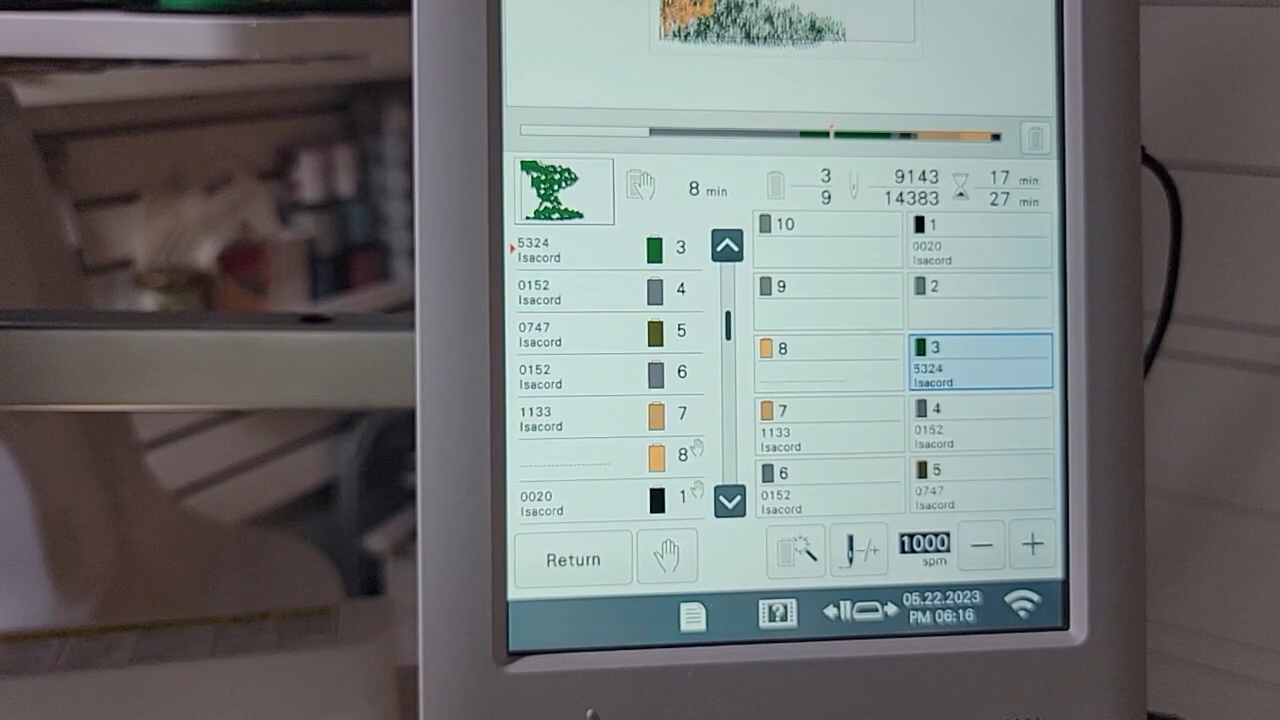 8 min
3
9
9143
14383
17 min
27 min
5324
Isacord
3
0152
Isacord
4
0747
Isacord
5
0152
Isacord
6
1133
Isacord
7
8
0020
Isacord
1
10
9
8
7
1133
Isacord
6
0152
Isacord
1
0020
Isacord
2
3
5324
Isacord
4
0152
Isacord
5
0747
Isacord
Return
-/+
1000
spm
−
+
?
05.22.2023
PM 06:16